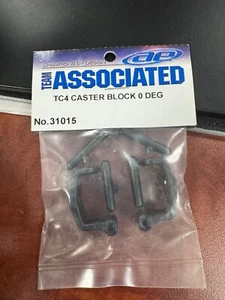 TEAM
ASSOCIATED
TC4 CASTER BLOCK 0 DEG
No.31015